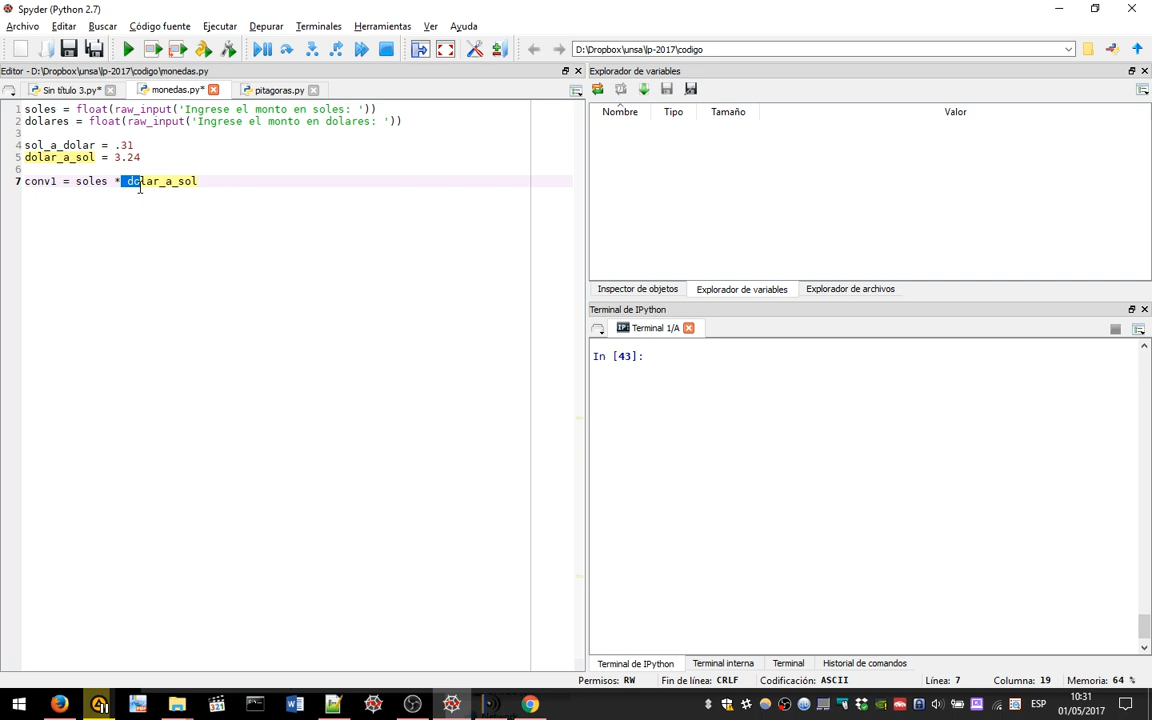 Spyder (Python 2.7)
Archivo Editar Buscar Código fuente Ejecutar Depurar Terminales Herramientas Ver Ayuda
D:\Dropbox\unsa\lp-2017\codigo
Editor - D:\Dropbox\unsa\lp-2017\codigo\monedas.py
Explorador de variables
Sin título 3.py* monedas.py* pitagoras.py
Nombre Tipo Tamaño Valor
1 soles = float(raw_input('Ingrese el monto en soles: '))
2 dolares = float(raw_input('Ingrese el monto en dolares: '))
3
4 sol_a_dolar = .31
5 dolar_a_sol = 3.24
6
7 conv1 = soles * dolar_a_sol
Inspector de objetos Explorador de variables Explorador de archivos
Terminal de IPython
Terminal 1/A
In [43]:
Terminal de IPython Terminal interna Terminal Historial de comandos
Permisos: RW Fin de línea: CRLF Codificación: ASCII Línea: 7 Columna: 19 Memoria: 64 %
ESP
10:31
01/05/2017